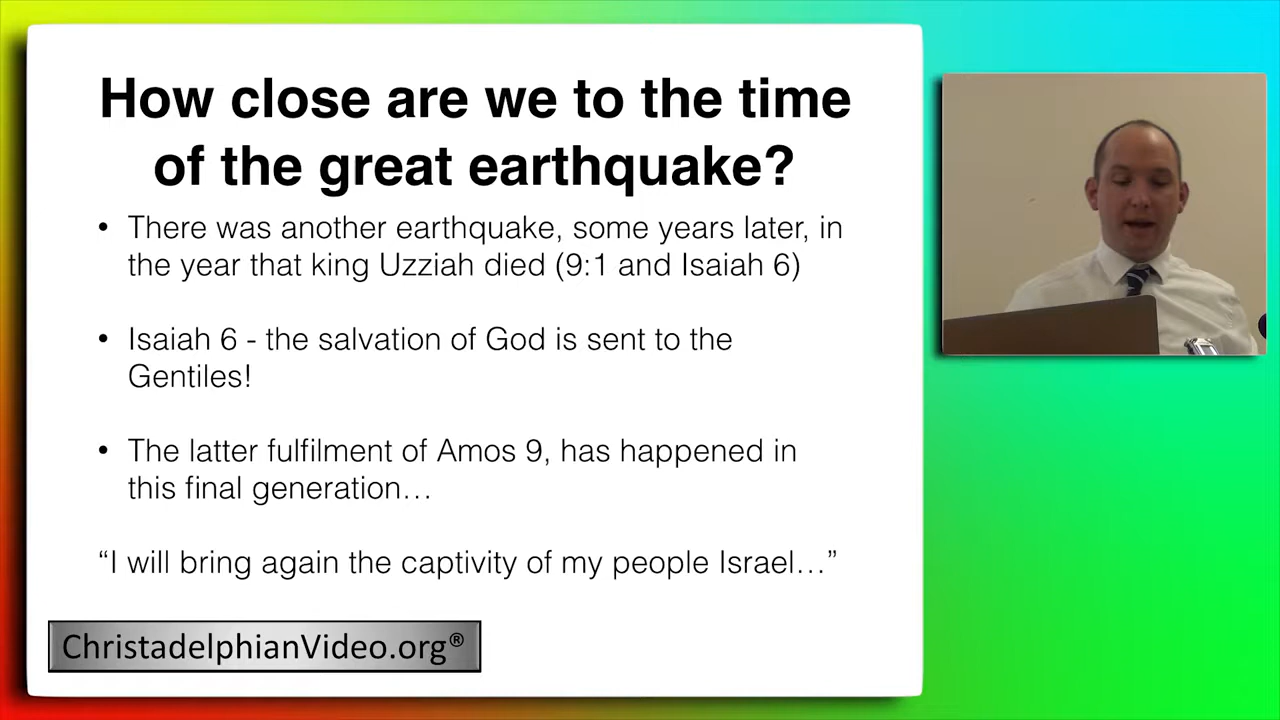 How close are we to the time
of the great earthquake?
• There was another earthquake, some years later, in
the year that king Uzziah died (9:1 and Isaiah 6)
• Isaiah 6 - the salvation of God is sent to the
Gentiles!
• The latter fulfilment of Amos 9, has happened in
this final generation…
“I will bring again the captivity of my people Israel…”
ChristadelphianVideo.org®